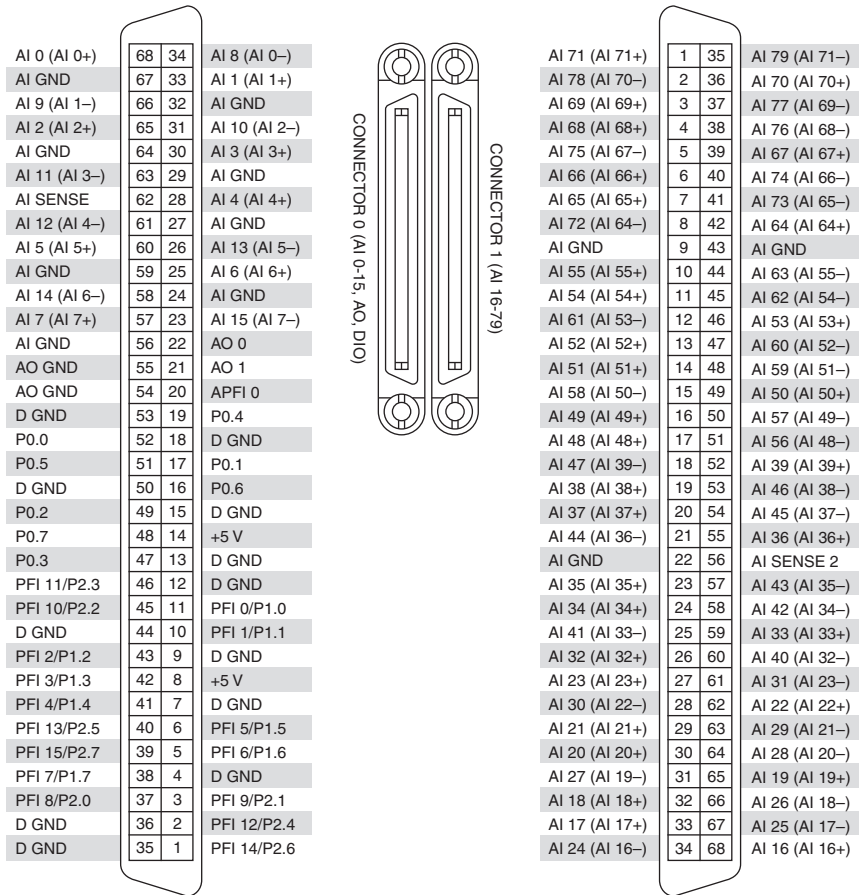 AI 0 (AI 0+) 68 34 AI 8 (AI 0–)
AI GND 67 33 AI 1 (AI 1+)
AI 9 (AI 1–) 66 32 AI GND
AI 2 (AI 2+) 65 31 AI 10 (AI 2–)
AI GND 64 30 AI 3 (AI 3+)
AI 11 (AI 3–) 63 29 AI GND
AI SENSE 62 28 AI 4 (AI 4+)
AI 12 (AI 4–) 61 27 AI GND
AI 5 (AI 5+) 60 26 AI 13 (AI 5–)
AI GND 59 25 AI 6 (AI 6+)
AI 14 (AI 6–) 58 24 AI GND
AI 7 (AI 7+) 57 23 AI 15 (AI 7–)
AI GND 56 22 AO 0
AO GND 55 21 AO 1
AO GND 54 20 APFI 0
D GND 53 19 P0.4
P0.0 52 18 D GND
P0.5 51 17 P0.1
D GND 50 16 P0.6
P0.2 49 15 D GND
P0.7 48 14 +5 V
P0.3 47 13 D GND
PFI 11/P2.3 46 12 D GND
PFI 10/P2.2 45 11 PFI 0/P1.0
D GND 44 10 PFI 1/P1.1
PFI 2/P1.2 43 9 D GND
PFI 3/P1.3 42 8 +5 V
PFI 4/P1.4 41 7 D GND
PFI 13/P2.5 40 6 PFI 5/P1.5
PFI 15/P2.7 39 5 PFI 6/P1.6
PFI 7/P1.7 38 4 D GND
PFI 8/P2.0 37 3 PFI 9/P2.1
D GND 36 2 PFI 12/P2.4
D GND 35 1 PFI 14/P2.6
CONNECTOR 0 (AI 0-15, AO, DIO)
CONNECTOR 1 (AI 16-79)
AI 71 (AI 71+) 1 35 AI 79 (AI 71–)
AI 78 (AI 70–) 2 36 AI 70 (AI 70+)
AI 69 (AI 69+) 3 37 AI 77 (AI 69–)
AI 68 (AI 68+) 4 38 AI 76 (AI 68–)
AI 75 (AI 67–) 5 39 AI 67 (AI 67+)
AI 66 (AI 66+) 6 40 AI 74 (AI 66–)
AI 65 (AI 65+) 7 41 AI 73 (AI 65–)
AI 72 (AI 64–) 8 42 AI 64 (AI 64+)
AI GND 9 43 AI GND
AI 55 (AI 55+) 10 44 AI 63 (AI 55–)
AI 54 (AI 54+) 11 45 AI 62 (AI 54–)
AI 61 (AI 53–) 12 46 AI 53 (AI 53+)
AI 52 (AI 52+) 13 47 AI 60 (AI 52–)
AI 51 (AI 51+) 14 48 AI 59 (AI 51–)
AI 58 (AI 50–) 15 49 AI 50 (AI 50+)
AI 49 (AI 49+) 16 50 AI 57 (AI 49–)
AI 48 (AI 48+) 17 51 AI 56 (AI 48–)
AI 47 (AI 39–) 18 52 AI 39 (AI 39+)
AI 38 (AI 38+) 19 53 AI 46 (AI 38–)
AI 37 (AI 37+) 20 54 AI 45 (AI 37–)
AI 44 (AI 36–) 21 55 AI 36 (AI 36+)
AI GND 22 56 AI SENSE 2
AI 35 (AI 35+) 23 57 AI 43 (AI 35–)
AI 34 (AI 34+) 24 58 AI 42 (AI 34–)
AI 41 (AI 33–) 25 59 AI 33 (AI 33+)
AI 32 (AI 32+) 26 60 AI 40 (AI 32–)
AI 23 (AI 23+) 27 61 AI 31 (AI 23–)
AI 30 (AI 22–) 28 62 AI 22 (AI 22+)
AI 21 (AI 21+) 29 63 AI 29 (AI 21–)
AI 20 (AI 20+) 30 64 AI 28 (AI 20–)
AI 27 (AI 19–) 31 65 AI 19 (AI 19+)
AI 18 (AI 18+) 32 66 AI 26 (AI 18–)
AI 17 (AI 17+) 33 67 AI 25 (AI 17–)
AI 24 (AI 16–) 34 68 AI 16 (AI 16+)